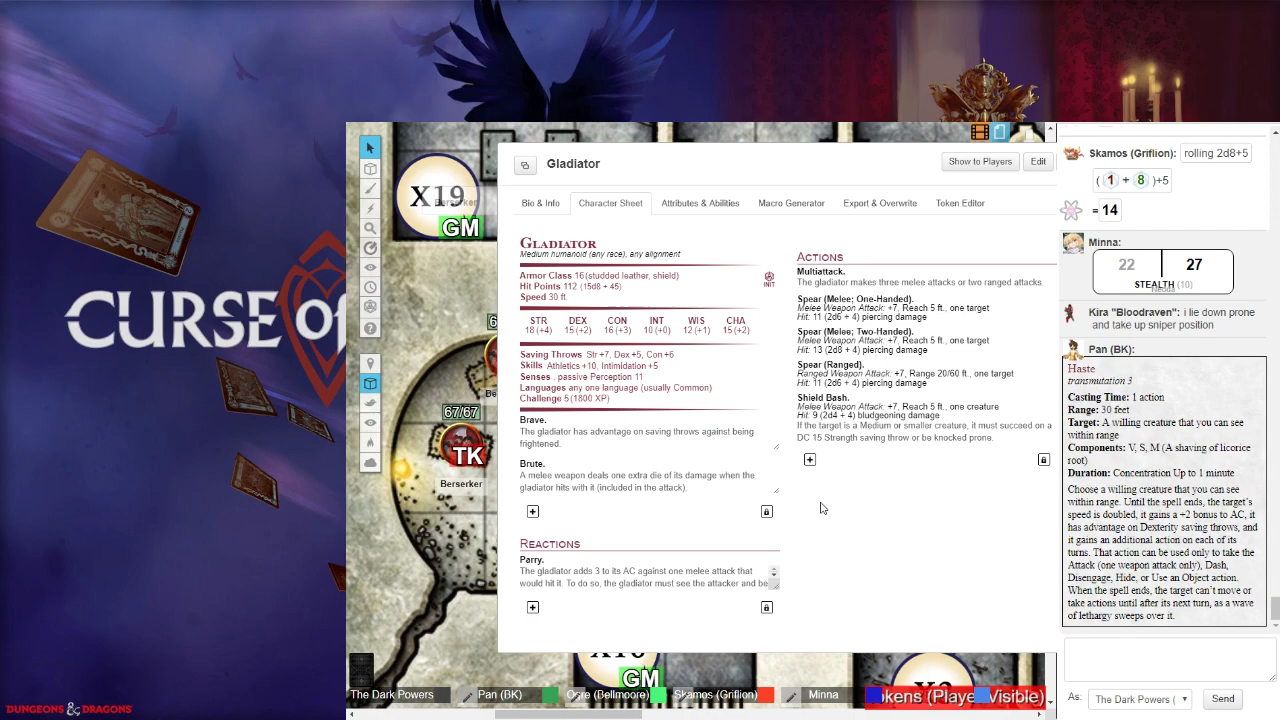 CURSE OF
DUNGEONS & DRAGONS
X19
GM
67/67
TK
Berserker
Gladiator
Show to Players
Edit
Bio & Info
Character Sheet
Attributes & Abilities
Macro Generator
Export & Overwrite
Token Editor
GLADIATOR
Medium humanoid (any race), any alignment
Armor Class 16 (studded leather, shield)
Hit Points 112 (15d8 + 45)
Speed 30 ft.
INIT
STR DEX CON INT WIS CHA
18 (+4) 15 (+2) 16 (+3) 10 (+0) 12 (+1) 15 (+2)
Saving Throws Str +7, Dex +5, Con +6
Skills Athletics +10, Intimidation +5
Senses , passive Perception 11
Languages any one language (usually Common)
Challenge 5 (1800 XP)
Brave.
The gladiator has advantage on saving throws against being
frightened.
Brute.
A melee weapon deals one extra die of its damage when the
gladiator hits with it (included in the attack).
REACTIONS
Parry.
The gladiator adds 3 to its AC against one melee attack that
would hit it. To do so, the gladiator must see the attacker and be
ACTIONS
Multiattack.
The gladiator makes three melee attacks or two ranged attacks.
Spear (Melee; One-Handed).
Melee Weapon Attack: +7, Reach 5 ft., one target
Hit: 11 (2d6 + 4) piercing damage
Spear (Melee; Two-Handed).
Melee Weapon Attack: +7, Reach 5 ft., one target
Hit: 13 (2d8 + 4) piercing damage
Spear (Ranged).
Ranged Weapon Attack: +7, Range 20/60 ft., one target
Hit: 11 (2d6 + 4) piercing damage
Shield Bash.
Melee Weapon Attack: +7, Reach 5 ft., one creature
Hit: 9 (2d4 + 4) bludgeoning damage
If the target is a Medium or smaller creature, it must succeed on a
DC 15 Strength saving throw or be knocked prone.
GM
The Dark Powers
Pan (BK)
Osre (Bellmoore)
Skamos (Griflion)
Minna
Tokens (Player Visible)
Skamos (Griflion): rolling 2d8+5
( 1 + 8 )+5
= 14
Minna:
22 27
STEALTH (10)
Nedda
Kira "Bloodraven": i lie down prone
and take up sniper position
Pan (BK):
Haste
transmutation 3
Casting Time: 1 action
Range: 30 feet
Target: A willing creature that you can see
within range
Components: V, S, M (A shaving of licorice
root)
Duration: Concentration Up to 1 minute
Choose a willing creature that you can see
within range. Until the spell ends, the target's
speed is doubled, it gains a +2 bonus to AC, it
has advantage on Dexterity saving throws, and
it gains an additional action on each of its
turns. That action can be used only to take the
Attack (one weapon attack only), Dash,
Disengage, Hide, or Use an Object action.
When the spell ends, the target can't move or
take actions until after its next turn, as a wave
of lethargy sweeps over it.
As:
The Dark Powers (
Send